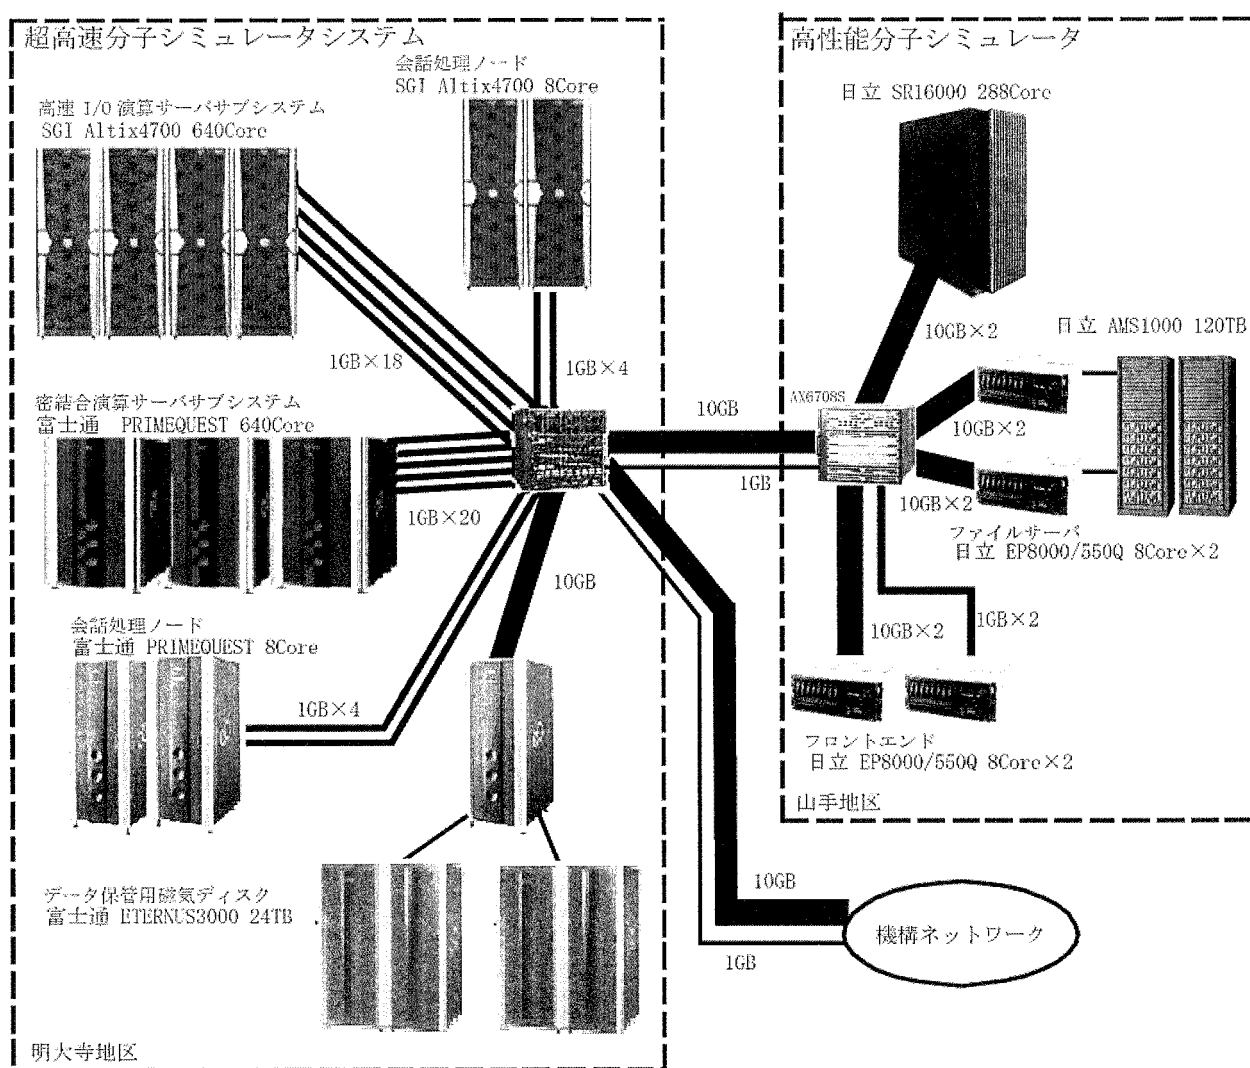 超高速分子シミュレータシステム
会話処理ノード
SGI Altix4700 8Core
高速 I/O 演算サーバサブシステム
SGI Altix4700 640Core
1GB×18
1GB×4
密結合演算サーバサブシステム
富士通 PRIMEQUEST 640Core
1GB×20
10GB
会話処理ノード
富士通 PRIMEQUEST 8Core
1GB×4
データ保管用磁気ディスク
富士通 ETERNUS3000 24TB
明大寺地区
10GB
1GB
高性能分子シミュレータ
日立 SR16000 288Core
10GB×2
日立 AMS1000 120TB
AX6708S
10GB×2
10GB×2
ファイルサーバ
日立 EP8000/550Q 8Core×2
10GB×2
1GB×2
フロントエンド
日立 EP8000/550Q 8Core×2
山手地区
10GB
1GB
機構ネットワーク